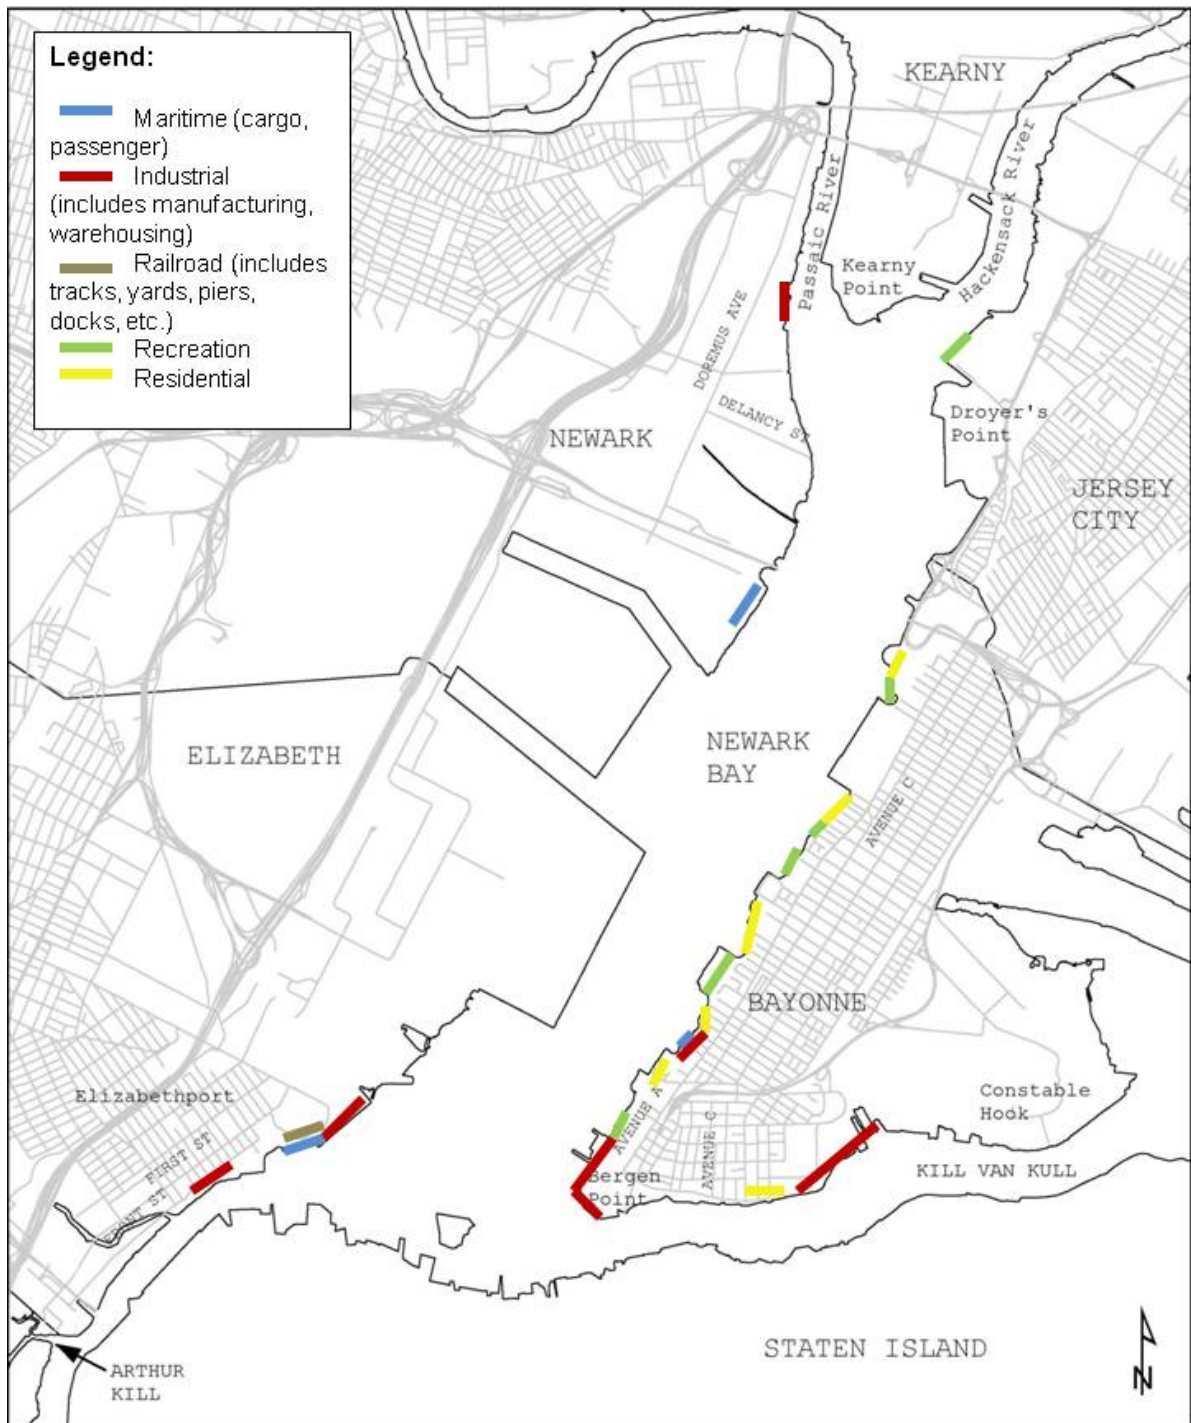 Legend:
Maritime (cargo,
passenger)
Industrial
(includes manufacturing,
warehousing)
Railroad (includes
tracks, yards, piers,
docks, etc.)
Recreation
Residential
KEARNY
Passaic River
Hackensack River
Kearny
Point
DOREMUS AVE
DELANCY ST
Droyer's
Point
NEWARK
JERSEY
CITY
ELIZABETH
NEWARK
BAY
AVENUE C
BAYONNE
Elizabethport
FIRST ST
FRONT ST
AVENUE A
AVENUE C
Bergen
Point
Constable
Hook
KILL VAN KULL
STATEN ISLAND
ARTHUR
KILL
N